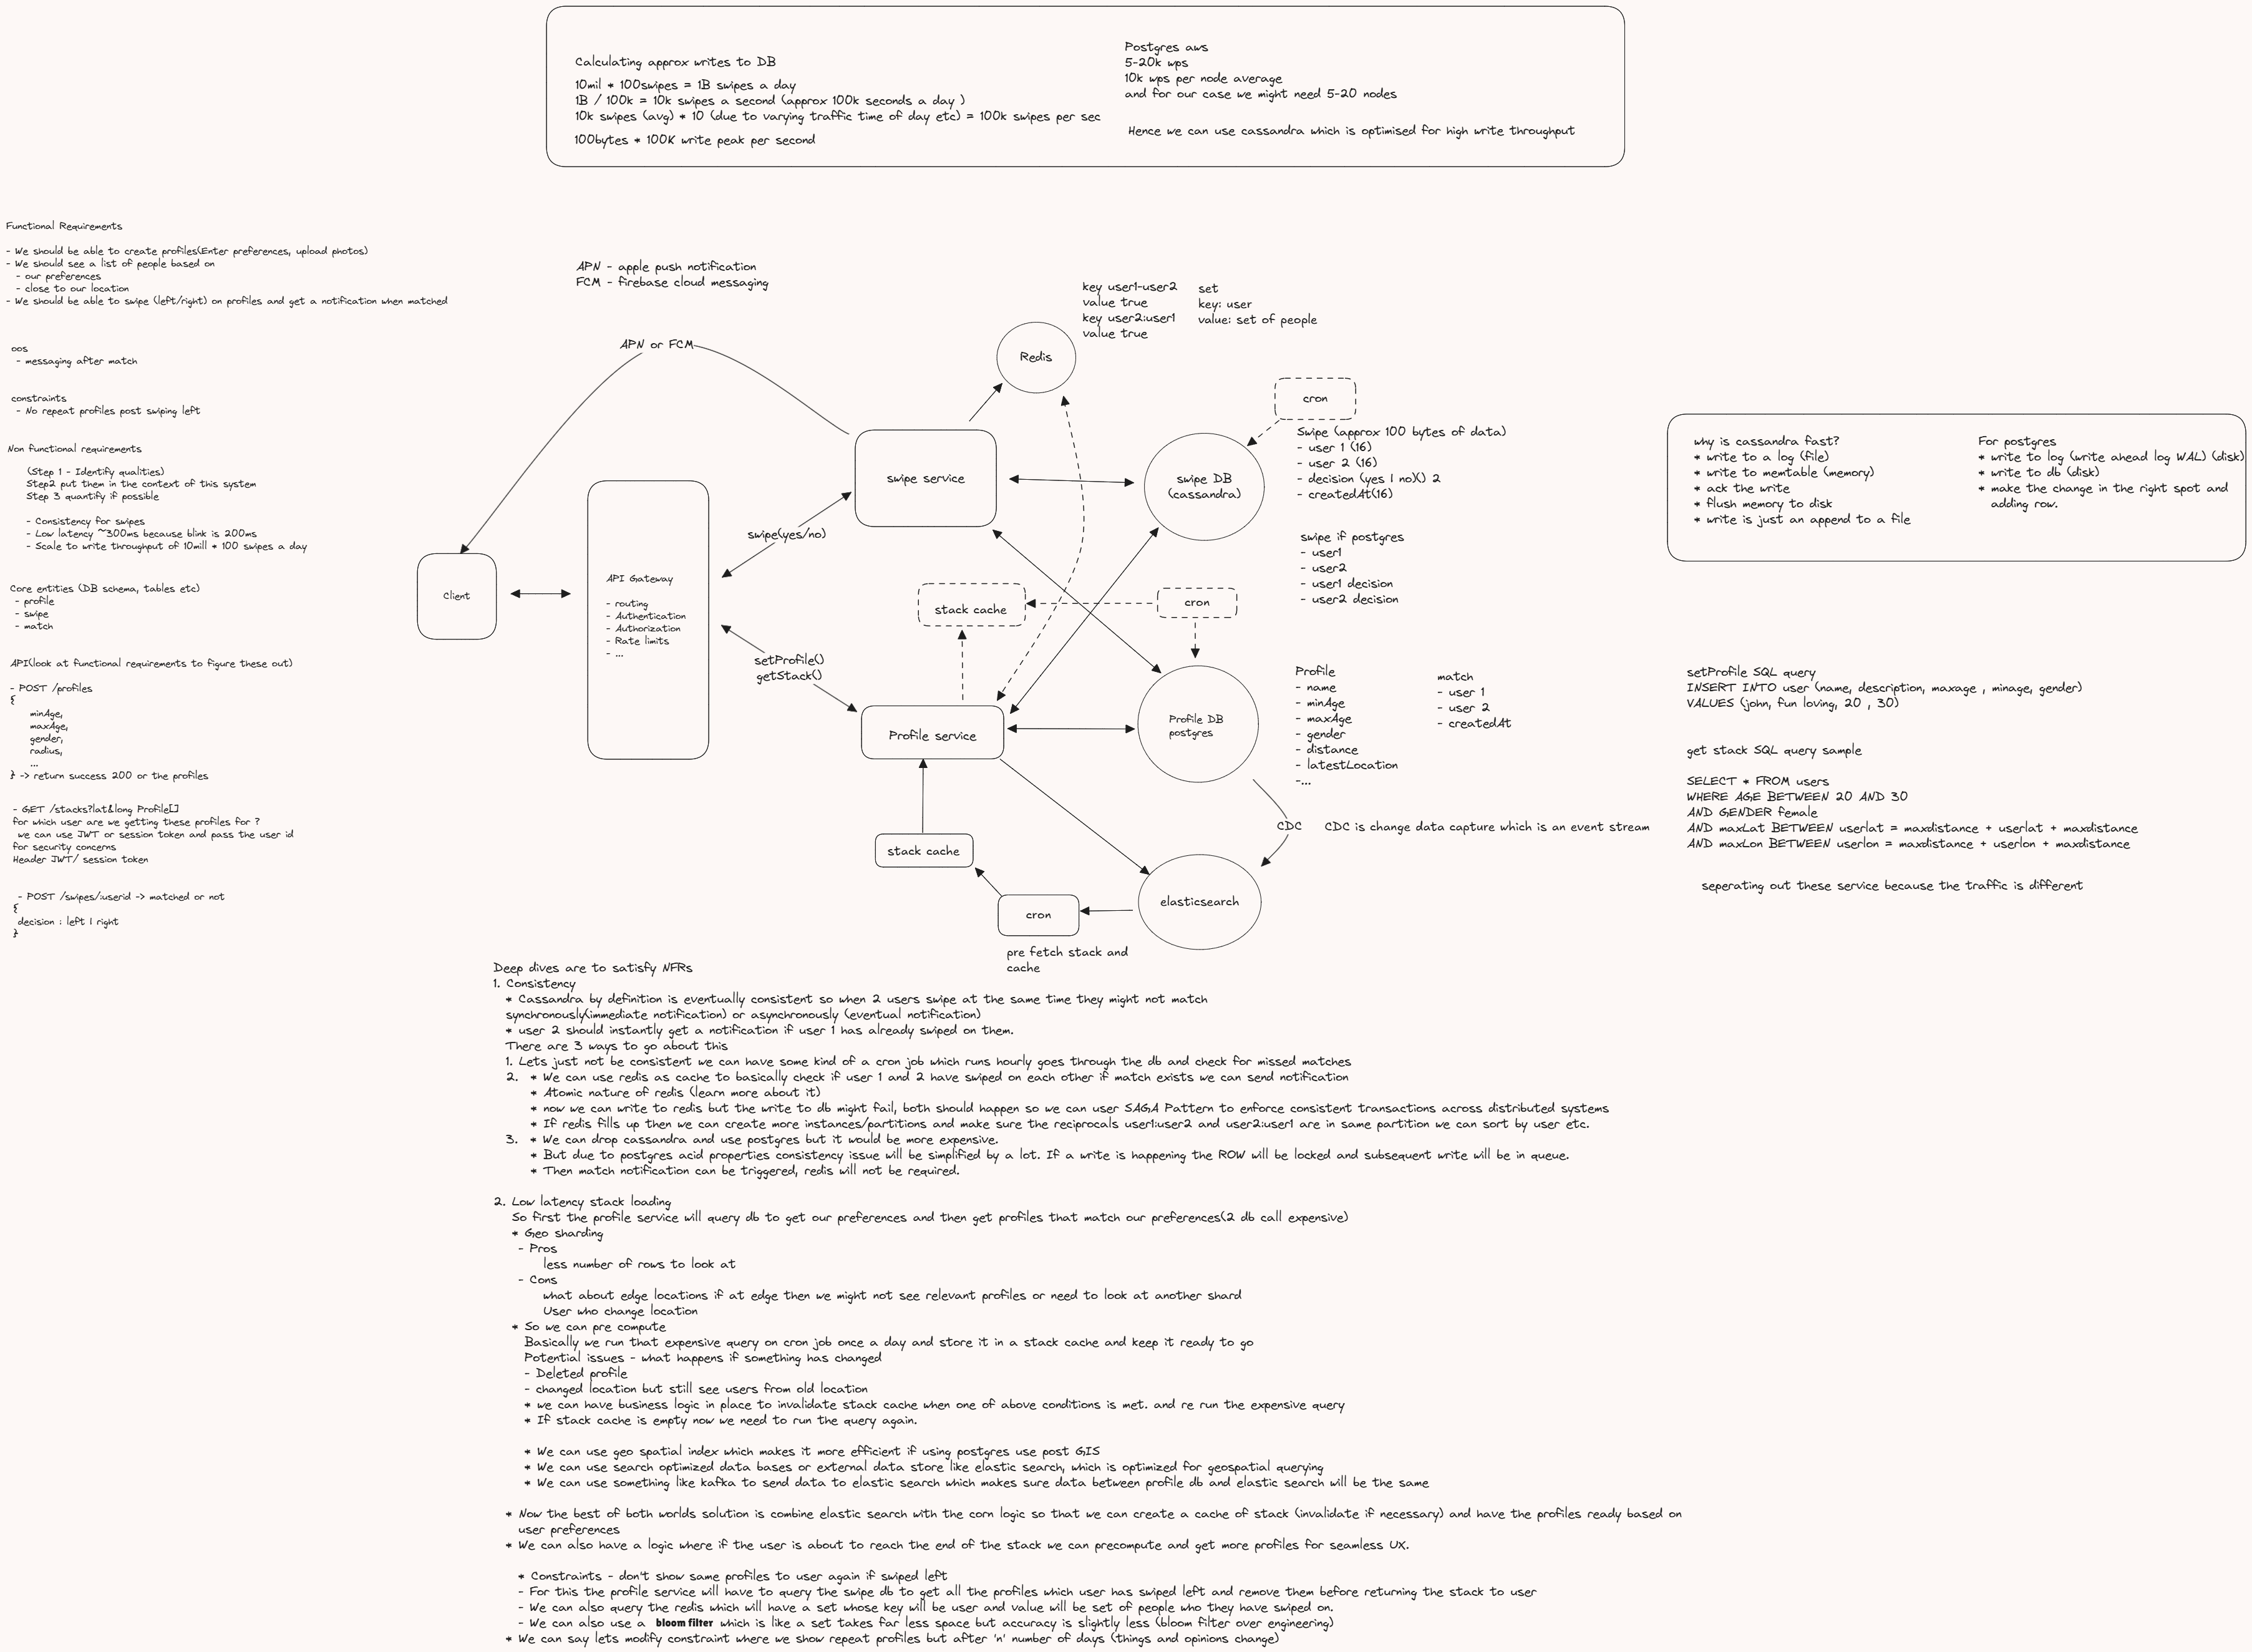 Calculating approx writes to DB
10mil * 100swipes = 1B swipes a day
1B / 100k = 10k swipes a second (approx 100k seconds a day )
10k swipes (avg) * 10 (due to varying traffic time of day etc) = 100k swipes per sec
100bytes * 100K write peak per second
Postgres aws
5-20k wps
10k wps per node average
and for our case we might need 5-20 nodes
Hence we can use cassandra which is optimised for high write throughput
Functional Requirements
- We should be able to create profiles(Enter preferences, upload photos)
- We should see a list of people based on
- our preferences
- close to our location
- We should be able to swipe (left/right) on profiles and get a notification when matched
oos
- messaging after match
constraints
- No repeat profiles post swiping left
Non functional requirements
(Step 1 - Identify qualities)
Step2 put them in the context of this system
Step 3 quantify if possible
- Consistency for swipes
- Low latency ~300ms because blink is 200ms
- Scale to write throughput of 10mill * 100 swipes a day
Core entities (DB schema, tables etc)
- profile
- swipe
- match
API(look at functional requirements to figure these out)
- POST /profiles
{
minAge,
maxAge,
gender,
radius,
...
} -> return success 200 or the profiles
- GET /stacks?lat&long Profile[]
for which user are we getting these profiles for ?
we can use JWT or session token and pass the user id
for security concerns
Header JWT/ session token
- POST /swipes/:userid -> matched or not
{
decision : left | right
}
APN - apple push notification
FCM - firebase cloud messaging
APN or FCM
Client
API Gateway
- routing
- Authentication
- Authorization
- Rate limits
- ...
swipe(yes/no)
setProfile()
getStack()
swipe service
Redis
key user1-user2
value true
key user2:user1
value true
set
key: user
value: set of people
cron
swipe DB
(cassandra)
Swipe (approx 100 bytes of data)
- user 1 (16)
- user 2 (16)
- decision (yes | no)() 2
- createdAt(16)
swipe if postgres
- user1
- user2
- user1 decision
- user2 decision
stack cache
cron
Profile service
Profile DB
postgres
Profile
- name
- minAge
- maxAge
- gender
- distance
- latestLocation
-...
match
- user 1
- user 2
- createdAt
CDC
CDC is change data capture which is an event stream
stack cache
cron
elasticsearch
pre fetch stack and
cache
why is cassandra fast?
* write to a log (file)
* write to memtable (memory)
* ack the write
* flush memory to disk
* write is just an append to a file
For postgres
* write to log (write ahead log WAL) (disk)
* write to db (disk)
* make the change in the right spot and
adding row.
setProfile SQL query
INSERT INTO user (name, description, maxage , minage, gender)
VALUES (john, fun loving, 20 , 30)
get stack SQL query sample
SELECT * FROM users
WHERE AGE BETWEEN 20 AND 30
AND GENDER female
AND maxLat BETWEEN userlat = maxdistance + userlat + maxdistance
AND maxLon BETWEEN userlon = maxdistance + userlon + maxdistance
seperating out these service because the traffic is different
Deep dives are to satisfy NFRs
1. Consistency
* Cassandra by definition is eventually consistent so when 2 users swipe at the same time they might not match
synchronously(immediate notification) or asynchronously (eventual notification)
* user 2 should instantly get a notification if user 1 has already swiped on them.
There are 3 ways to go about this
1. Lets just not be consistent we can have some kind of a cron job which runs hourly goes through the db and check for missed matches
2. * We can use redis as cache to basically check if user 1 and 2 have swiped on each other if match exists we can send notification
* Atomic nature of redis (learn more about it)
* now we can write to redis but the write to db might fail, both should happen so we can user SAGA Pattern to enforce consistent transactions across distributed systems
* If redis fills up then we can create more instances/partitions and make sure the reciprocals user1:user2 and user2:user1 are in same partition we can sort by user etc.
3. * We can drop cassandra and use postgres but it would be more expensive.
* But due to postgres acid properties consistency issue will be simplified by a lot. If a write is happening the ROW will be locked and subsequent write will be in queue.
* Then match notification can be triggered, redis will not be required.
2. Low latency stack loading
So first the profile service will query db to get our preferences and then get profiles that match our preferences(2 db call expensive)
* Geo sharding
- Pros
less number of rows to look at
- Cons
what about edge locations if at edge then we might not see relevant profiles or need to look at another shard
User who change location
* So we can pre compute
Basically we run that expensive query on cron job once a day and store it in a stack cache and keep it ready to go
Potential issues - what happens if something has changed
- Deleted profile
- changed location but still see users from old location
* we can have business logic in place to invalidate stack cache when one of above conditions is met. and re run the expensive query
* If stack cache is empty now we need to run the query again.
* We can use geo spatial index which makes it more efficient if using postgres use post GIS
* We can use search optimized data bases or external data store like elastic search, which is optimized for geospatial querying
* We can use something like kafka to send data to elastic search which makes sure data between profile db and elastic search will be the same
* Now the best of both worlds solution is combine elastic search with the corn logic so that we can create a cache of stack (invalidate if necessary) and have the profiles ready based on
user preferences
* We can also have a logic where if the user is about to reach the end of the stack we can precompute and get more profiles for seamless UX.
* Constraints - don't show same profiles to user again if swiped left
- For this the profile service will have to query the swipe db to get all the profiles which user has swiped left and remove them before returning the stack to user
- We can also query the redis which will have a set whose key will be user and value will be set of people who they have swiped on.
- We can also use a bloom filter which is like a set takes far less space but accuracy is slightly less (bloom filter over engineering)
* We can say lets modify constraint where we show repeat profiles but after 'n' number of days (things and opinions change)